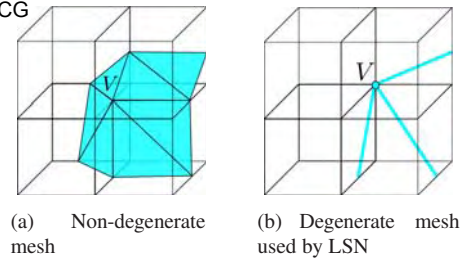 CG
V
V
(a) Non-degenerate
mesh
(b) Degenerate mesh
used by LSN